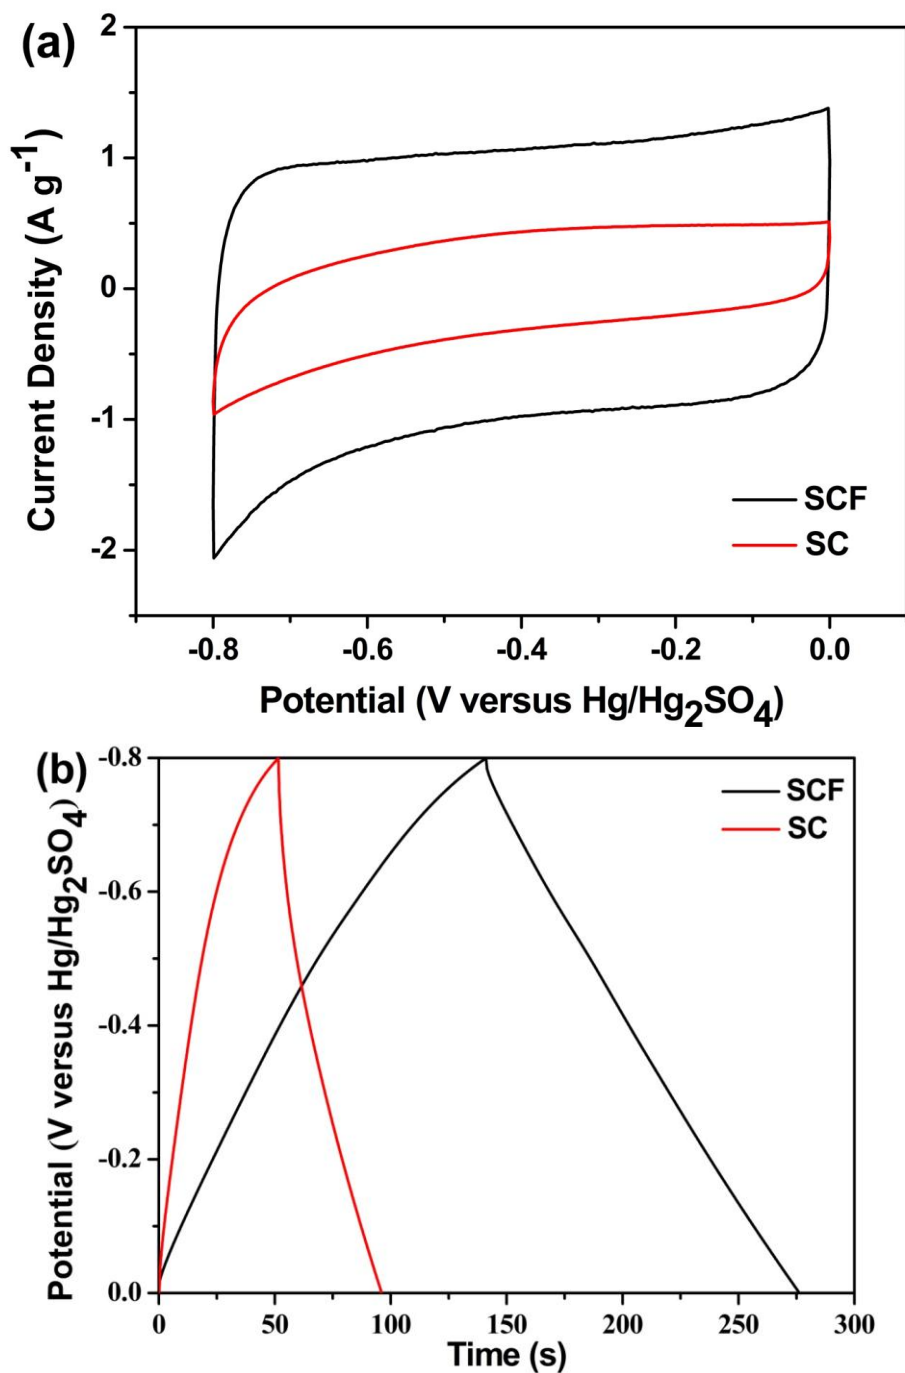 (a)
Current Density (A g⁻¹)
2
1
0
-1
-2
SCF
SC
-0.8 -0.6 -0.4 -0.2 0.0
Potential (V versus Hg/Hg₂SO₄)
(b)
Potential (V versus Hg/Hg₂SO₄)
-0.8
-0.6
-0.4
-0.2
0.0
SCF
SC
0 50 100 150 200 250 300
Time (s)